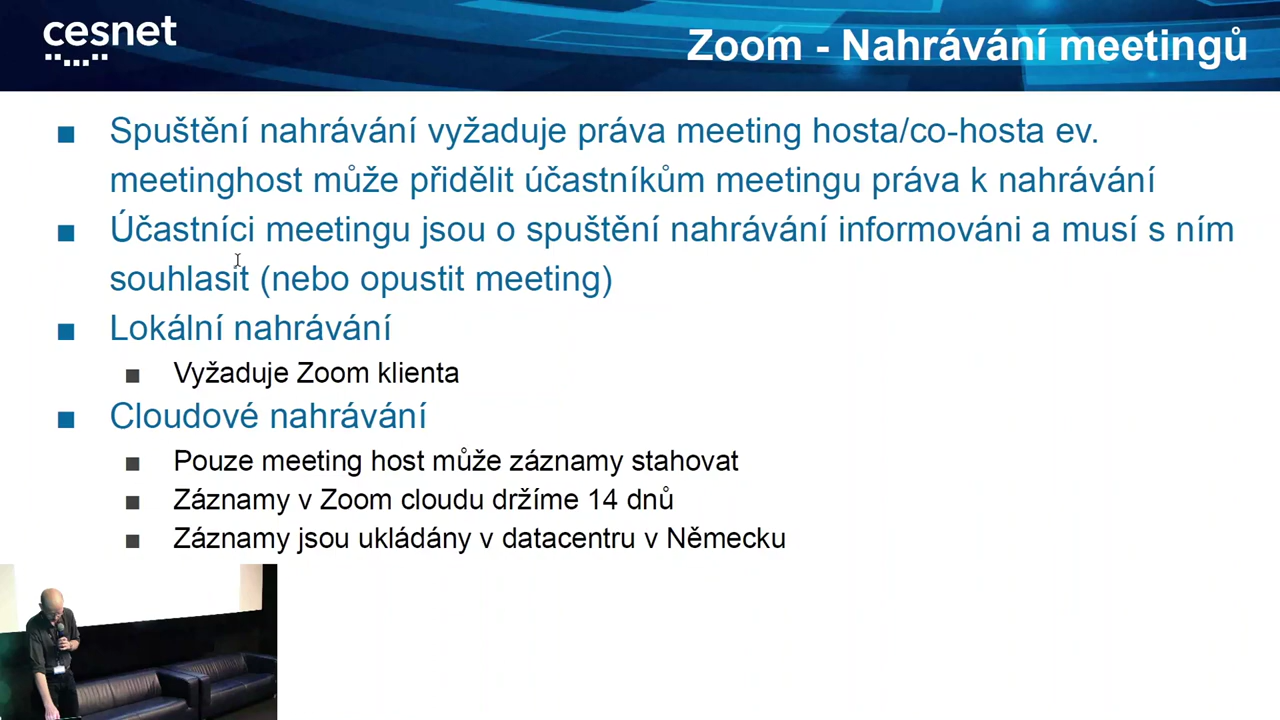 cesnet
Zoom - Nahrávání meetingů
Spuštění nahrávání vyžaduje práva meeting hosta/co-hosta ev.
meetinghost může přidělit účastníkům meetingu práva k nahrávání
Účastníci meetingu jsou o spuštění nahrávání informováni a musí s ním
souhlasit (nebo opustit meeting)
Lokální nahrávání
Vyžaduje Zoom klienta
Cloudové nahrávání
Pouze meeting host může záznamy stahovat
Záznamy v Zoom cloudu držíme 14 dnů
Záznamy jsou ukládány v datacentru v Německu